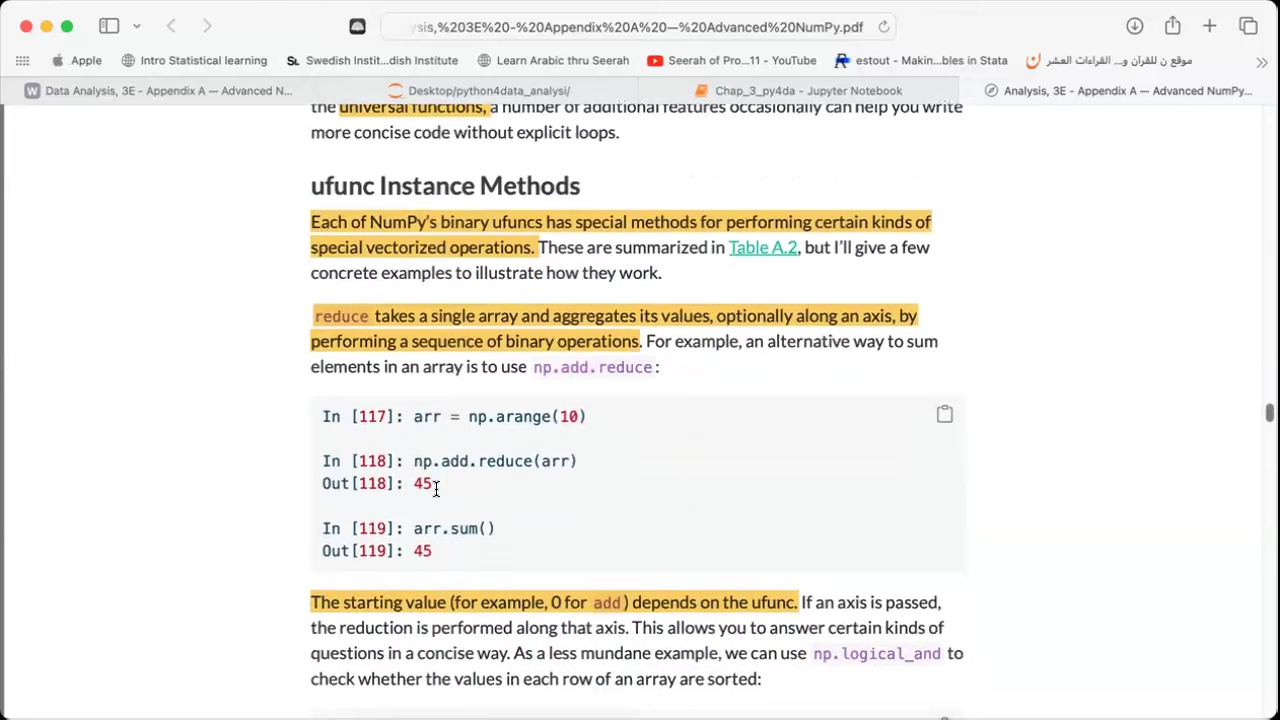 sis,%203E%20-%20Appendix%20A%20—%20Advanced%20NumPy.pdf
Apple
Intro Statistical learning
Swedish Instit...dish Institute
Learn Arabic thru Seerah
Seerah of Pro...11 - YouTube
estout - Makin...bles in Stata
موقع ن للقرآن و... القراءات العشر
Data Analysis, 3E - Appendix A — Advanced N...
Desktop/python4data_analysi/
Chap_3_py4da - Jupyter Notebook
Analysis, 3E - Appendix A — Advanced NumPy...
the universal functions, a number of additional features occasionally can help you write
more concise code without explicit loops.
ufunc Instance Methods
Each of NumPy’s binary ufuncs has special methods for performing certain kinds of
special vectorized operations. These are summarized in Table A.2, but I’ll give a few
concrete examples to illustrate how they work.
reduce takes a single array and aggregates its values, optionally along an axis, by
performing a sequence of binary operations. For example, an alternative way to sum
elements in an array is to use np.add.reduce:
In [117]: arr = np.arange(10)
In [118]: np.add.reduce(arr)
Out[118]: 45
In [119]: arr.sum()
Out[119]: 45
The starting value (for example, 0 for add) depends on the ufunc. If an axis is passed,
the reduction is performed along that axis. This allows you to answer certain kinds of
questions in a concise way. As a less mundane example, we can use np.logical_and to
check whether the values in each row of an array are sorted: